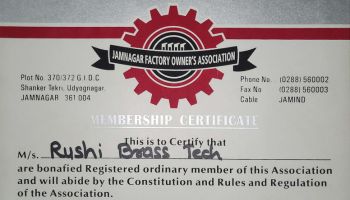 JAMNAGAR FACTORY OWNER'S ASSOCIATION
Plot No. 370/372 G.I.D.C
Shanker Tekri, Udyognagar,
JAMNAGAR 361 004
Phone No : (0288) 560002
Fax No : (0288) 560003
Cable : JAMIND
MEMBERSHIP CERTIFICATE
This is to Certify that
M/s. Rushi Brass Tech
are bonafied Registered ordinary member of this Association
and will abide by the Constitution and Rules and Regulation
of the Association.